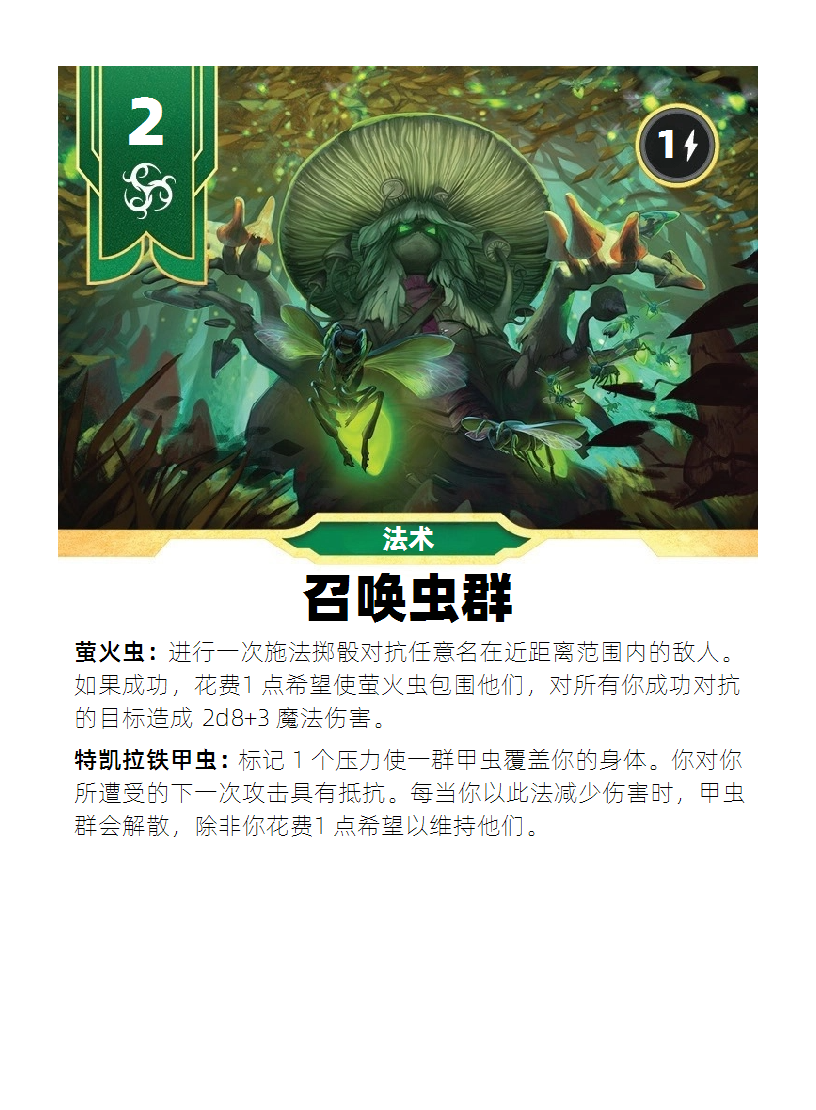 2
1
法术
召唤虫群
萤火虫：进行一次施法掷骰对抗任意名在近距离范围内的敌人。
如果成功，花费1 点希望使萤火虫包围他们，对所有你成功对抗
的目标造成 2d8+3 魔法伤害。
特凯拉铁甲虫：标记 1 个压力使一群甲虫覆盖你的身体。你对你
所遭受的下一次攻击具有抵抗。每当你以此法减少伤害时，甲虫
群会解散，除非你花费1 点希望以维持他们。